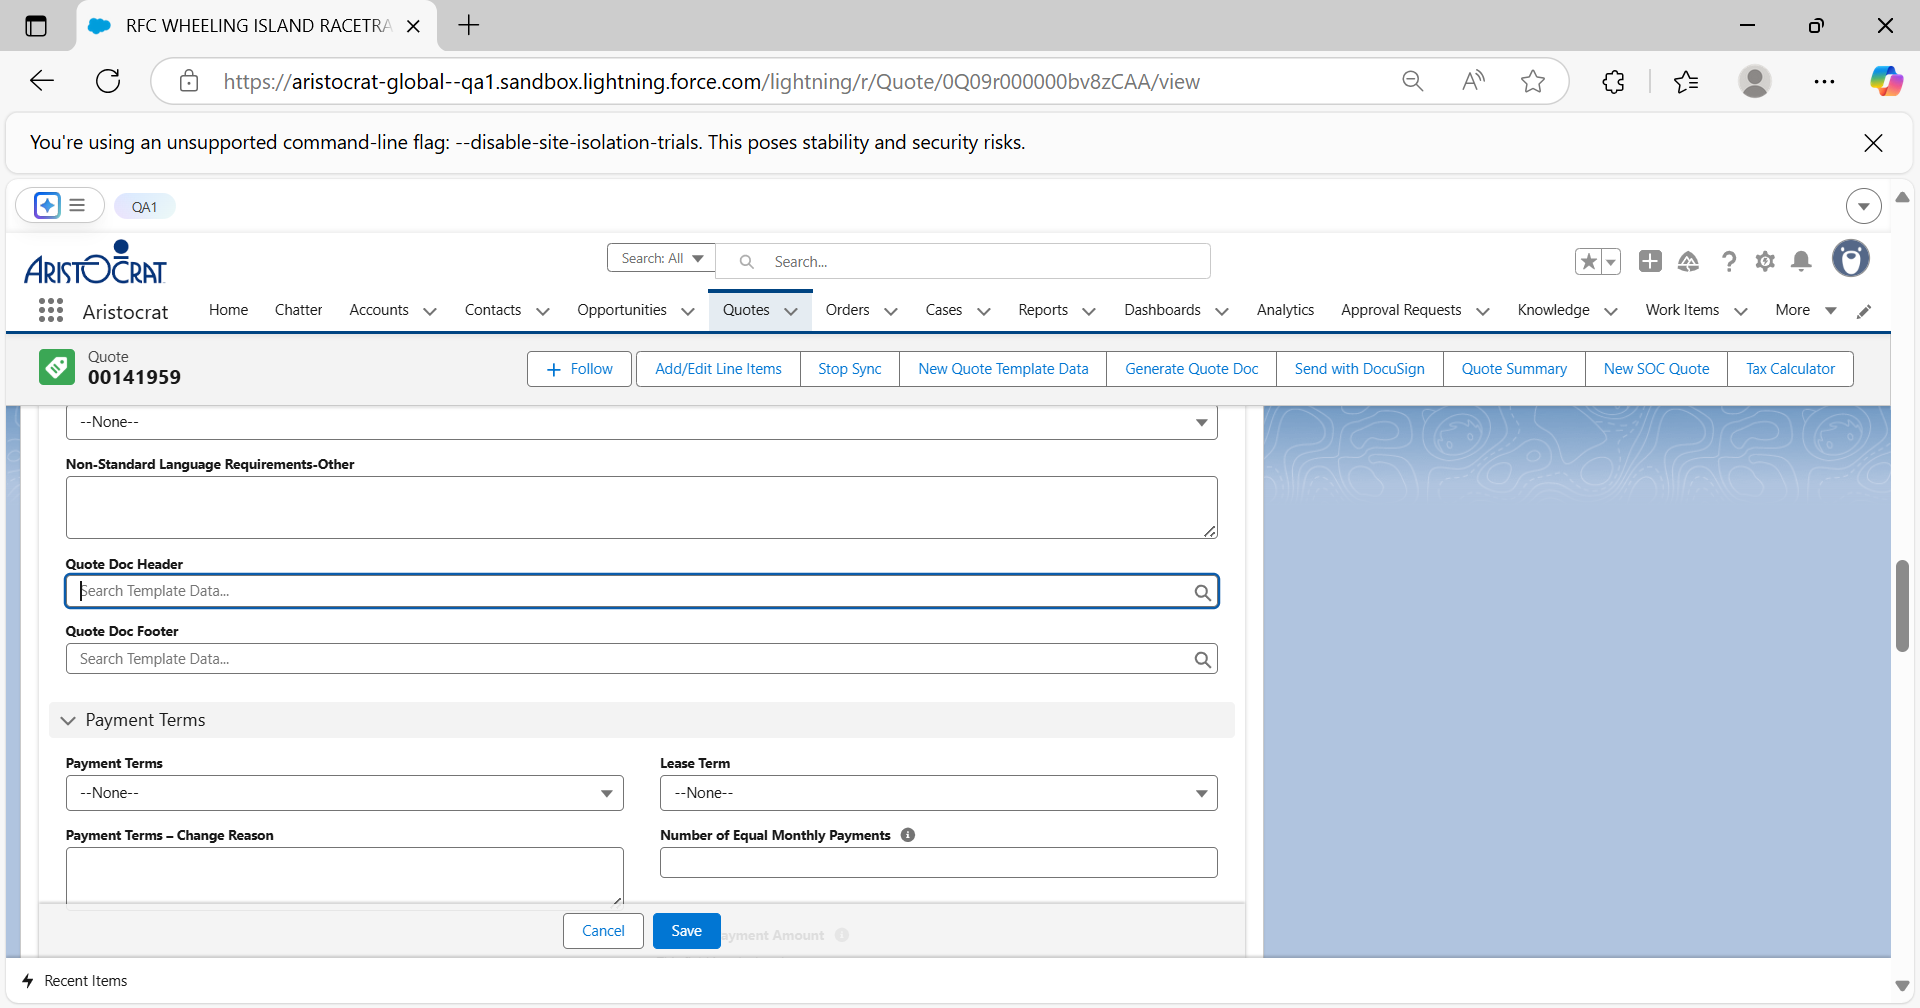 RFC WHEELING ISLAND RACETRA
https://aristocrat-global--qa1.sandbox.lightning.force.com/lightning/r/Quote/0Q09r000000bv8zCAA/view
You're using an unsupported command-line flag: --disable-site-isolation-trials. This poses stability and security risks.
QA1
ARISTOCRAT
Search: All
Search...
Aristocrat
Home
Chatter
Accounts
Contacts
Opportunities
Quotes
Orders
Cases
Reports
Dashboards
Analytics
Approval Requests
Knowledge
Work Items
More
Quote
00141959
Follow
Add/Edit Line Items
Stop Sync
New Quote Template Data
Generate Quote Doc
Send with DocuSign
Quote Summary
New SOC Quote
Tax Calculator
--None--
Non-Standard Language Requirements-Other
Quote Doc Header
Search Template Data...
Quote Doc Footer
Search Template Data...
Payment Terms
Payment Terms
Lease Term
--None--
--None--
Payment Terms – Change Reason
Number of Equal Monthly Payments
Cancel
Save
ayment Amount
Recent Items